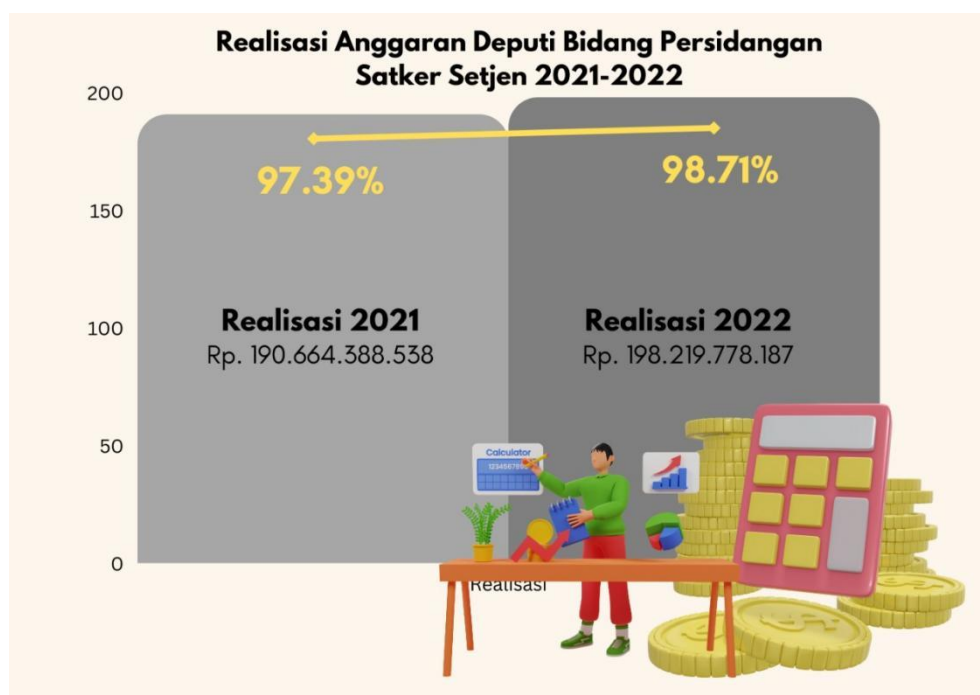 Realisasi Anggaran Deputi Bidang Persidangan
Satker Setjen 2021-2022
200
150
100
50
0
97.39%
98.71%
Realisasi 2021
Rp. 190.664.388.538
Realisasi 2022
Rp. 198.219.778.187
Calculator
Realisasi